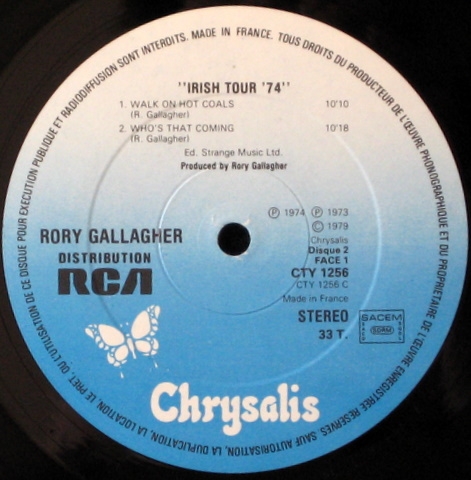 EXECUTION PUBLIQUE ET RADIODIFFUSION SONT INTERDITS. MADE IN FRANCE. TOUS DROITS DU PRODUCTEUR DE L'ŒUVRE PHONOGRAPHIQUE ET DU PROPRIETAIRE DE L'ŒUVRE ENREGISTREE RESERVES. SAUF AUTORISATION, LA DUPLICATION, LA LOCATION, LE PRET, OU L'UTILISATION DE CE DISQUE POUR
"IRISH TOUR '74"
1. WALK ON HOT COALS 10'10
(R. Gallagher)
2. WHO'S THAT COMING 10'18
(R. Gallagher)
Ed. Strange Music Ltd.
Produced by Rory Gallagher
Ⓟ 1974 Ⓟ 1973
© 1979
Chrysalis
Disque 2
FACE 1
CTY 1256
CTY 1256 C
Made in France
RORY GALLAGHER
DISTRIBUTION
RCA
STEREO
33 T.
SACEM
SDRM
Chrysalis